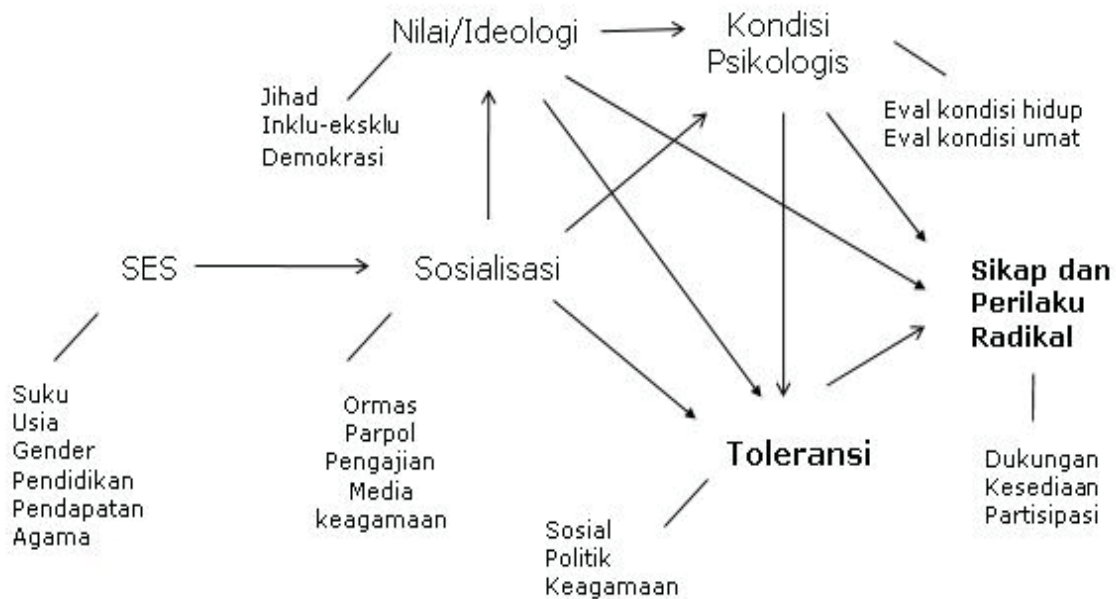 Nilai/Ideologi
Kondisi
Psikologis
Jihad
Inklu-eksklu
Demokrasi
Eval kondisi hidup
Eval kondisi umat
SES
Sosialisasi
Sikap dan
Perilaku
Radikal
Suku
Usia
Gender
Pendidikan
Pendapatan
Agama
Ormas
Parpol
Pengajian
Media
keagamaan
Toleransi
Sosial
Politik
Keagamaan
Dukungan
Kesediaan
Partisipasi